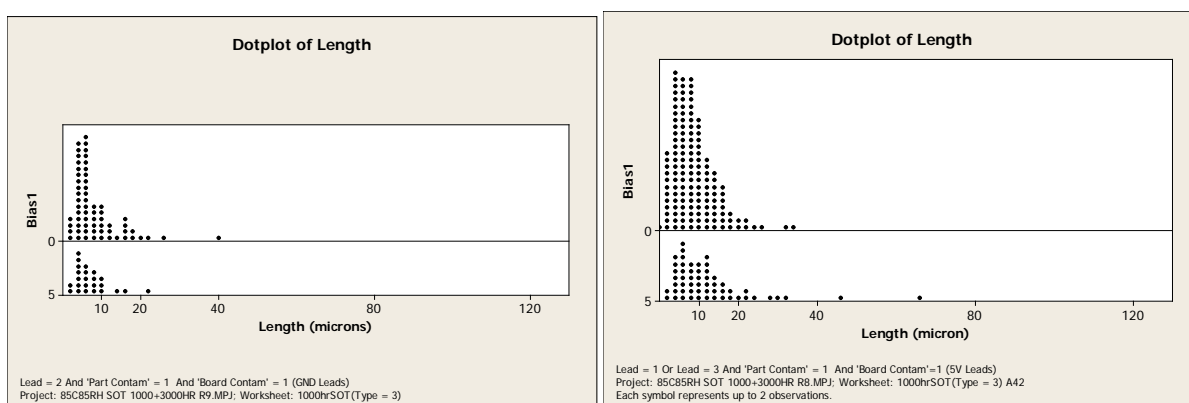 Dotplot of Length
Bias1
0
5
10 20 40 80 120
Length (microns)
Lead = 2 And 'Part Contam' = 1 And 'Board Contam' = 1 (GND Leads)
Project: 85C85RH SOT 1000+3000HR R9.MPJ; Worksheet: 1000hrSOT(Type = 3)
Dotplot of Length
Bias1
0
5
10 20 40 80 120
Length (micron)
Lead = 1 Or Lead = 3 And 'Part Contam' = 1 And 'Board Contam'=1 (5V Leads)
Project: 85C85RH SOT 1000+3000HR R8.MPJ; Worksheet: 1000hrSOT(Type = 3) A42
Each symbol represents up to 2 observations.